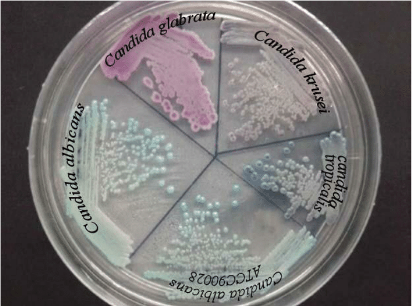 Candida glabrata
Candida krusei
candida
tropicalis
Candida albicans
ATCC90028
Candida albicans